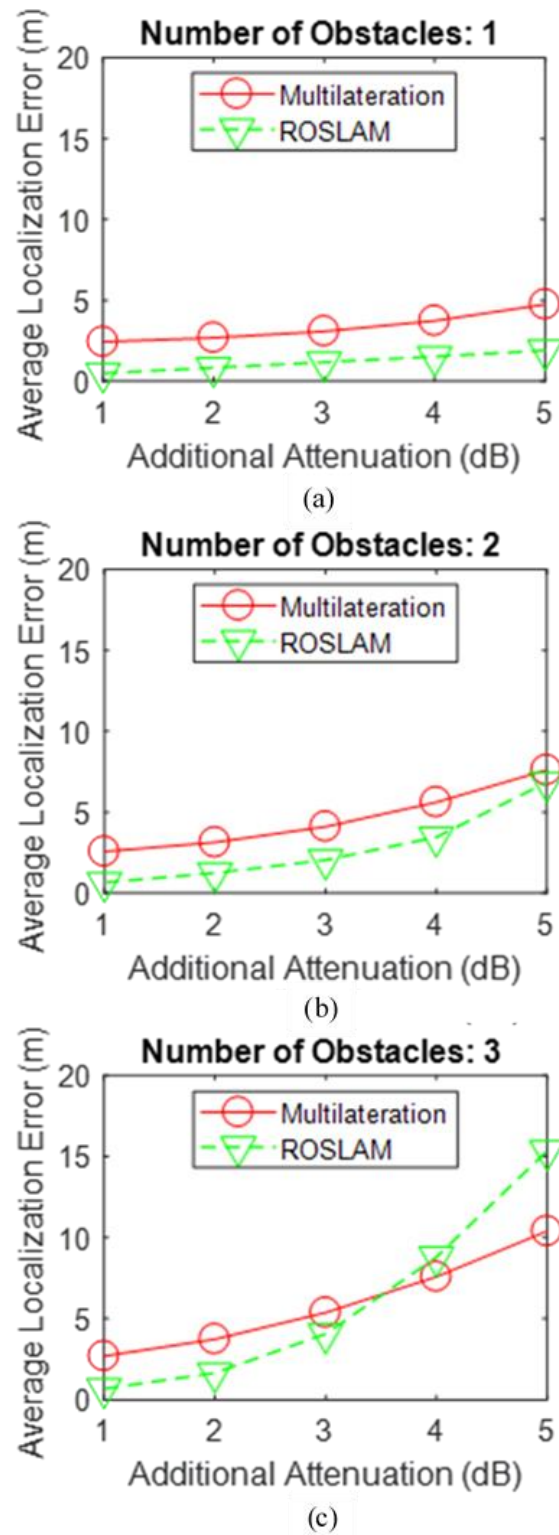 Number of Obstacles: 1
20
15
10
5
0
Average Localization Error (m)
Multilateration
ROSLAM
1 2 3 4 5
Additional Attenuation (dB)
(a)
Number of Obstacles: 2
20
15
10
5
0
Average Localization Error (m)
Multilateration
ROSLAM
1 2 3 4 5
Additional Attenuation (dB)
(b)
Number of Obstacles: 3
20
15
10
5
0
Average Localization Error (m)
Multilateration
ROSLAM
1 2 3 4 5
Additional Attenuation (dB)
(c)